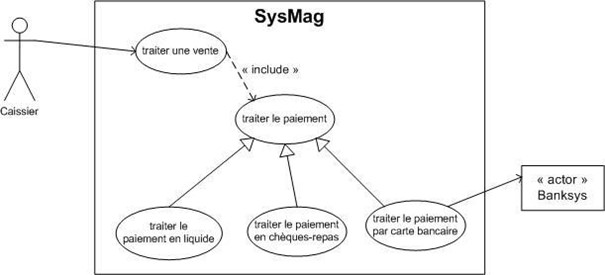 SysMag
traiter une vente
« include »
Caissier
traiter le paiement
« actor »
Banksys
traiter le
paiement en liquide
traiter le paiement
en chèques-repas
traiter le paiement
par carte bancaire